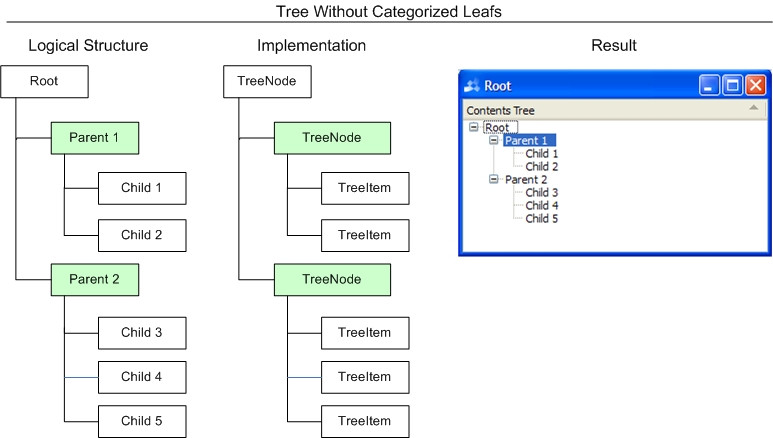 Tree Without Categorized Leafs
Logical Structure
Root
Parent 1
Child 1
Child 2
Parent 2
Child 3
Child 4
Child 5
Implementation
TreeNode
TreeNode
TreeItem
TreeItem
TreeNode
TreeItem
TreeItem
TreeItem
Result
Root
Contents Tree
Root
Parent 1
Child 1
Child 2
Parent 2
Child 3
Child 4
Child 5